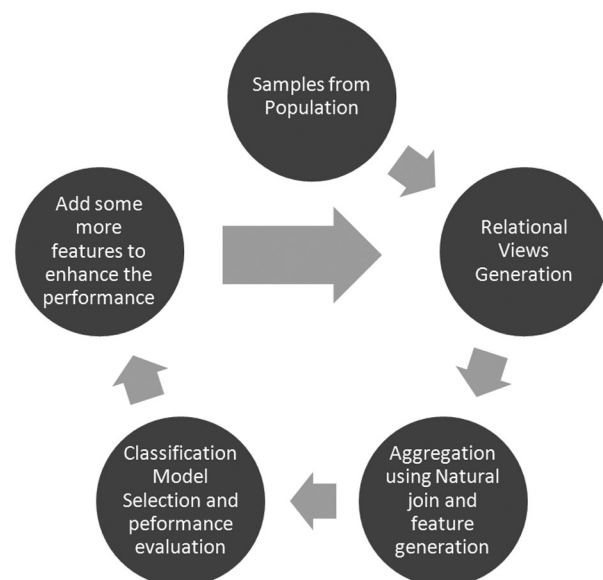 Samples from
Population
Relational
Views
Generation
Aggregation
using Natural
join and
feature
generation
Classification
Model
Selection and
peformance
evaluation
Add some
more
features to
enhance the
performance